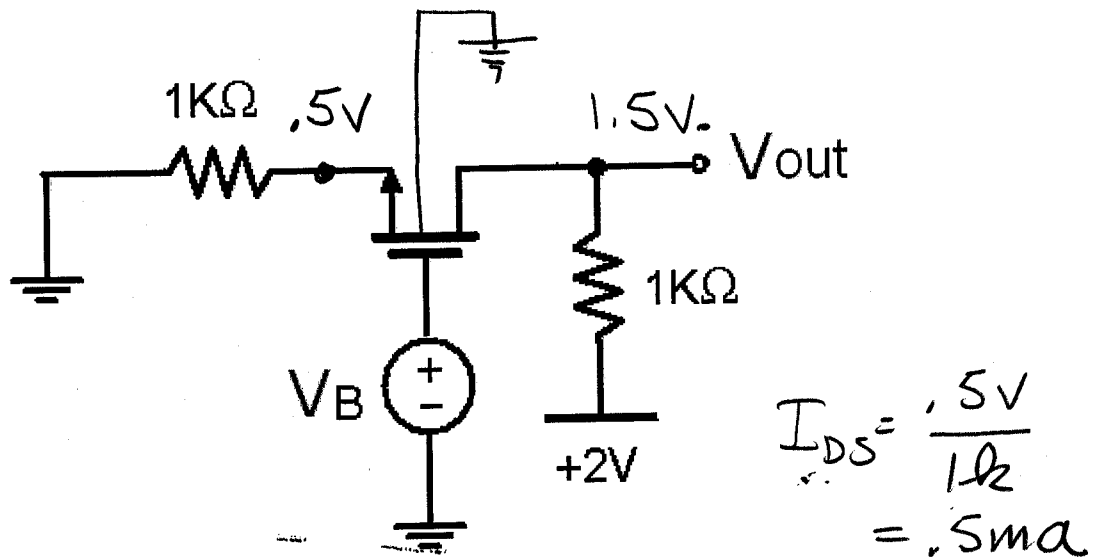 1KΩ .5V 1.5V. Vout
1KΩ
VB + -
+2V
IDS = .5V / 1k
= .5ma